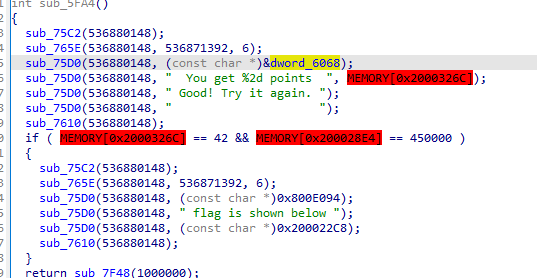 int sub_5FA4()
{
sub_75C2(536880148);
sub_765E(536880148, 536871392, 6);
sub_75D0(536880148, (const char *)&dword_6068);
sub_75D0(536880148, "  You get %2d points  ", MEMORY[0x2000326C]);
sub_75D0(536880148, " Good! Try it again. ");
sub_75D0(536880148, "                      ");
sub_7610(536880148);
if ( MEMORY[0x2000326C] == 42 && MEMORY[0x200028E4] == 450000 )
{
sub_75C2(536880148);
sub_765E(536880148, 536871392, 6);
sub_75D0(536880148, (const char *)0x800E094);
sub_75D0(536880148, " flag is shown below ");
sub_75D0(536880148, (const char *)0x200022C8);
sub_7610(536880148);
}
return sub_7F48(1000000);